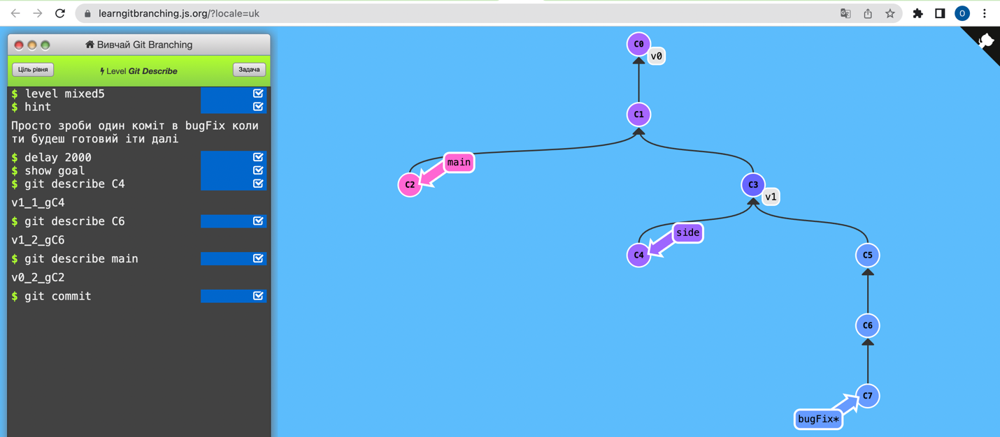 learngitbranching.js.org/?locale=uk
O
Вивчай Git Branching
Ціль рівня
Level Git Describe
Задача
$ level mixed5
$ hint
Просто зроби один коміт в bugFix коли
ти будеш готовий іти далі
$ delay 2000
$ show goal
$ git describe C4
v1_1_gC4
$ git describe C6
v1_2_gC6
$ git describe main
v0_2_gC2
$ git commit
C0
v0
C1
main
C2
C3
v1
side
C4
C5
C6
C7
bugFix*